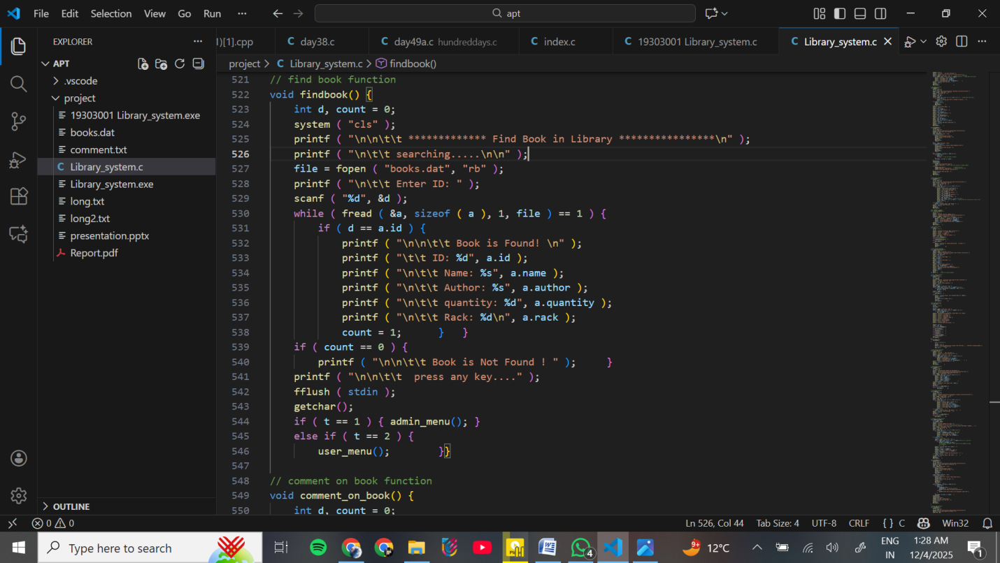 File Edit Selection View Go Run ... apt
EXPLORER ...
1)[1].cpp
C day38.c
C day49a.c hundreddays.c
C index.c
C 19303001 Library_system.c
C Library_system.c
APT
.vscode
project
19303001 Library_system.exe
books.dat
comment.txt
C Library_system.c
Library_system.exe
long.txt
long2.txt
presentation.pptx
Report.pdf
OUTLINE
project > C Library_system.c > findbook()
521 // find book function
522 void findbook() {
523 int d, count = 0;
524 system ( "cls" );
525 printf ( "\n\n\t\t ************* Find Book in Library ****************\n" );
526 printf ( "\n\t\t searching.....\n\n" );
527 file = fopen ( "books.dat", "rb" );
528 printf ( "\n\t\t Enter ID: " );
529 scanf ( "%d", &d );
530 while ( fread ( &a, sizeof ( a ), 1, file ) == 1 ) {
531 if ( d == a.id ) {
532 printf ( "\n\n\t\t Book is Found! \n" );
533 printf ( "\t\t ID: %d", a.id );
534 printf ( "\n\t\t Name: %s", a.name );
535 printf ( "\n\t\t Author: %s", a.author );
536 printf ( "\n\t\t quantity: %d", a.quantity );
537 printf ( "\n\t\t Rack: %d\n", a.rack );
538 count = 1; } }
539 if ( count == 0 ) {
540 printf ( "\n\n\t\t Book is Not Found ! " ); }
541 printf ( "\n\n\t\t  press any key...." );
542 fflush ( stdin );
543 getchar();
544 if ( t == 1 ) { admin_menu(); }
545 else if ( t == 2 ) {
546 user_menu(); }}
547
548 // comment on book function
549 void comment_on_book() {
550 int d, count = 0;
0 0 Ln 526, Col 44 Tab Size: 4 UTF-8 CRLF {} C Win32
Type here to search
4
9+ 12°C
ENG
IN
1:28 AM
12/4/2025
1